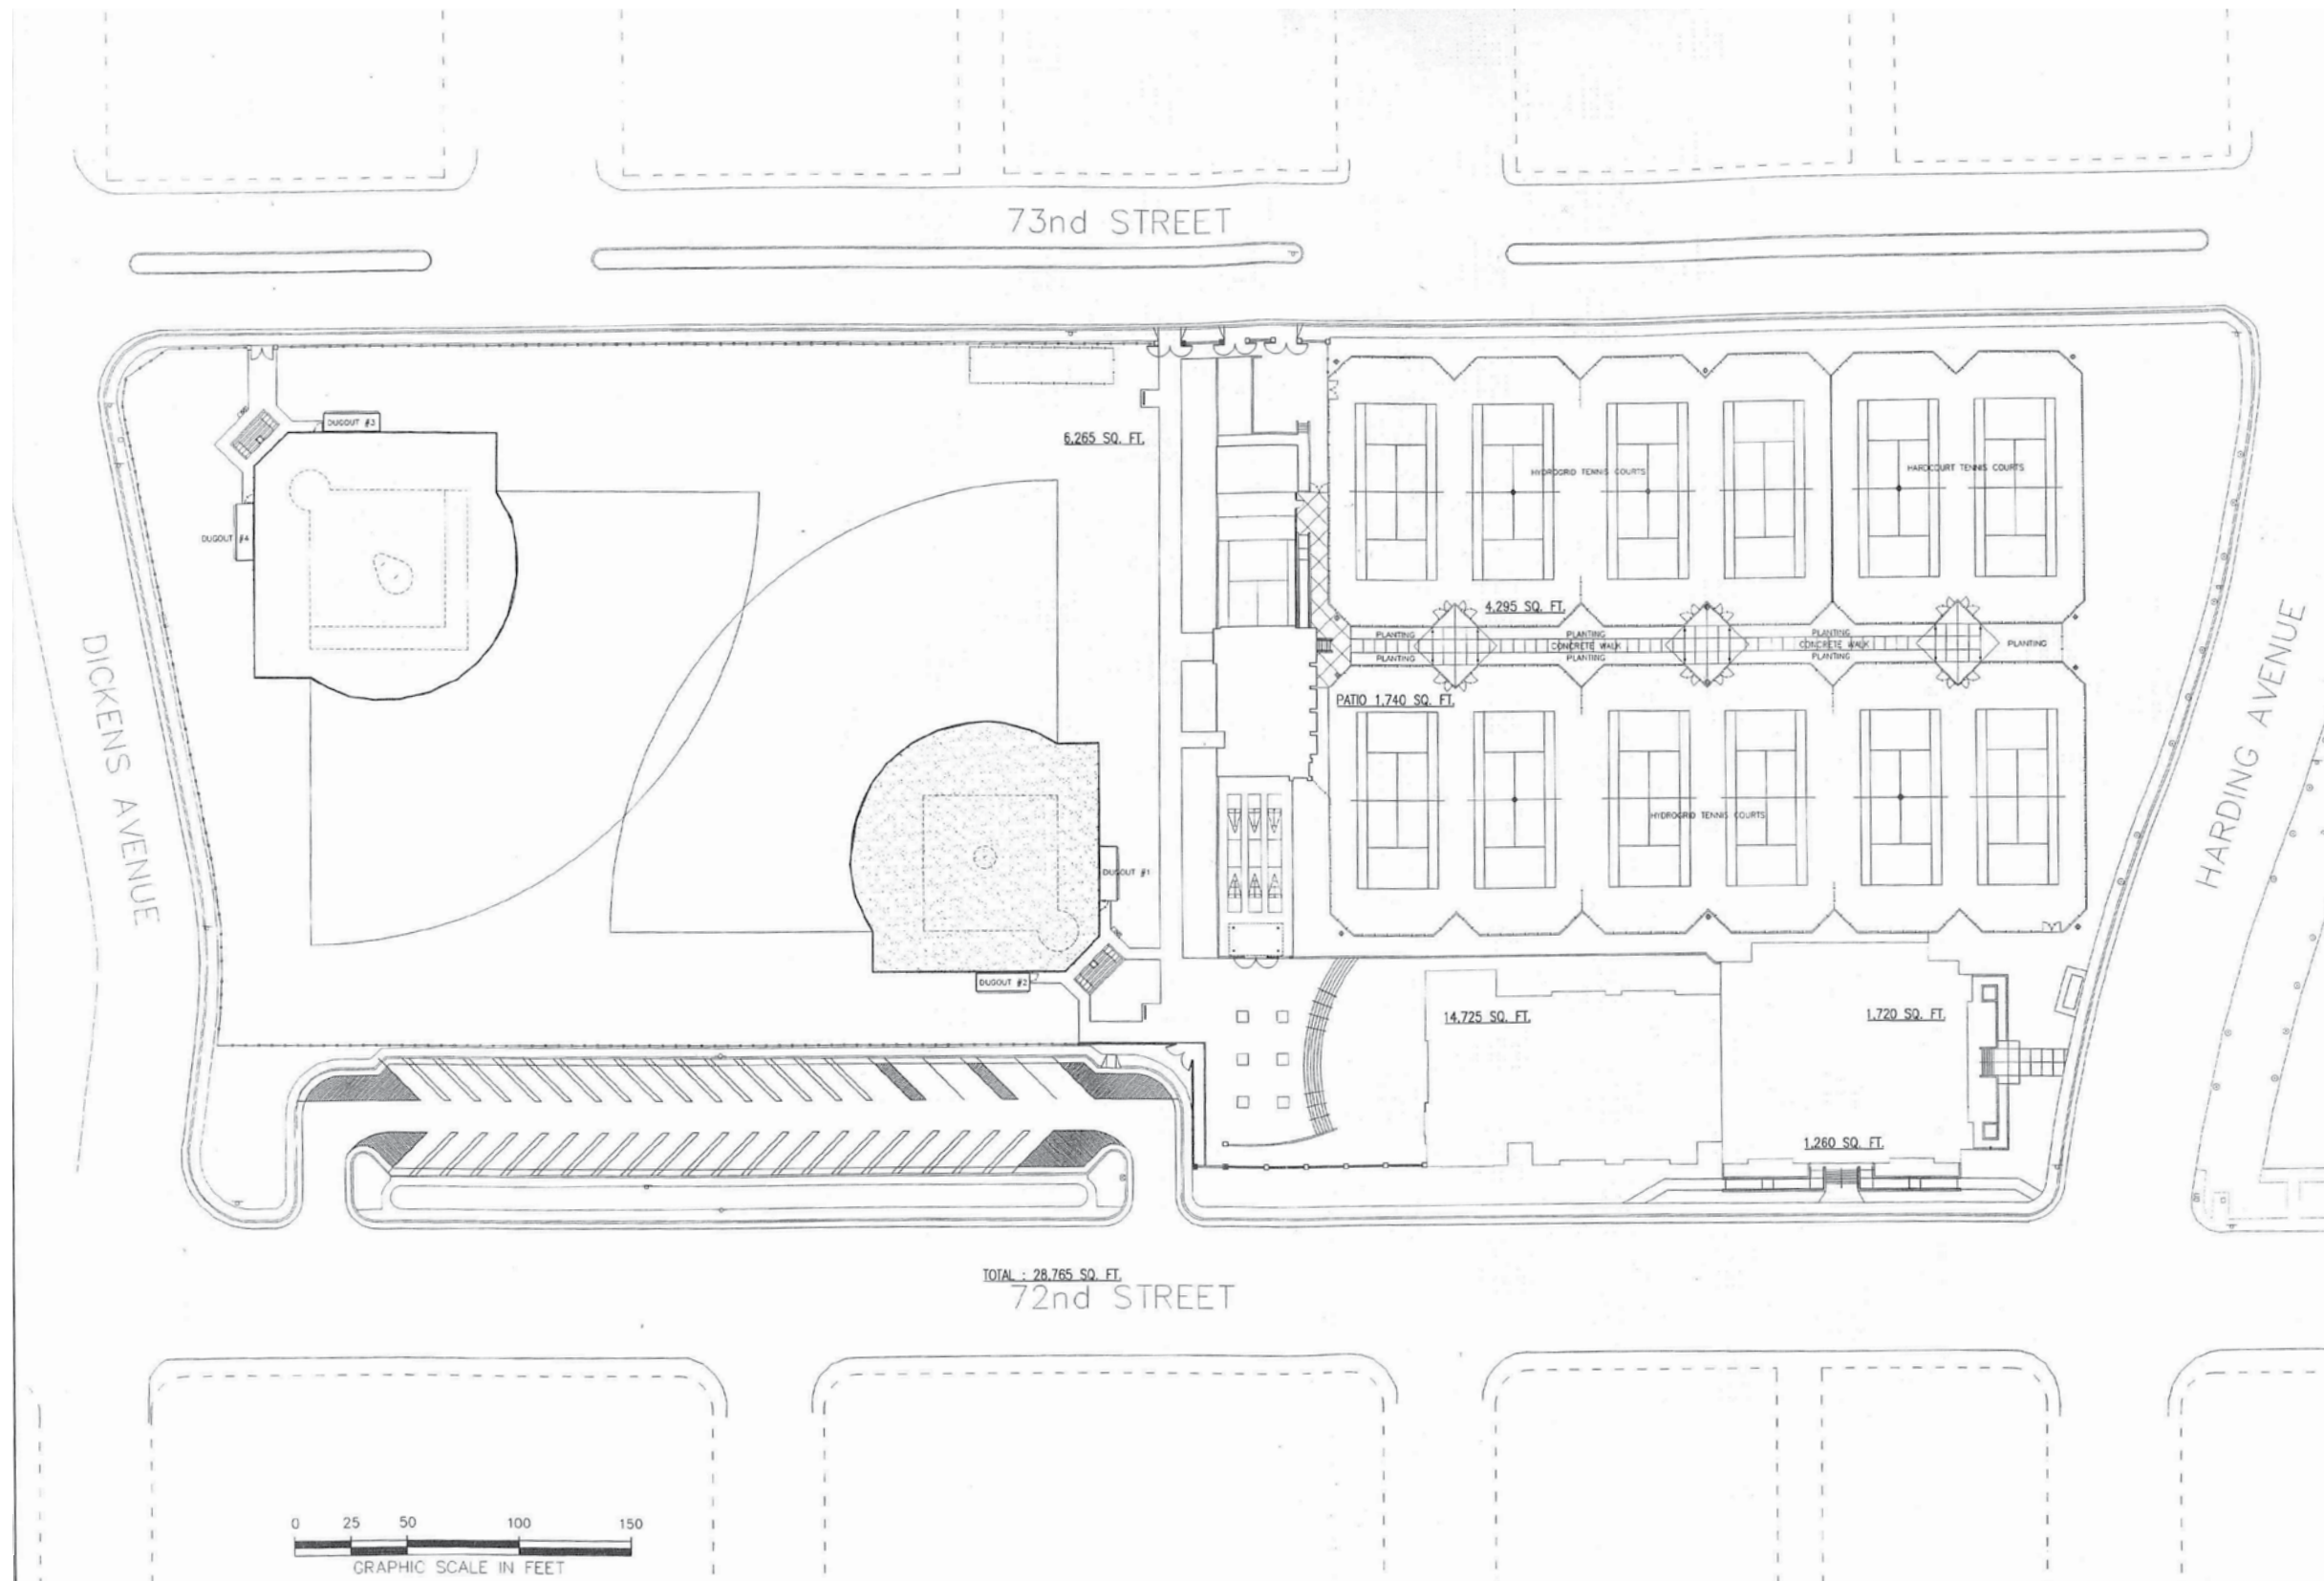 73nd STREET
DUGOUT #3
6,265 SQ. FT.
HYDROGRID TENNIS COURTS
HARDCOURT TENNIS COURTS
DUGOUT #4
4,295 SQ. FT.
PLANTING
PLANTING
PLANTING
CONCRETE WALK
CONCRETE WALK
PLANTING
PLANTING
PLANTING
PLANTING
DICKENS AVENUE
HARDING AVENUE
PATIO 1,740 SQ. FT.
HYDROGRID TENNIS COURTS
DUGOUT #1
DUGOUT #2
14,725 SQ. FT.
1,720 SQ. FT.
1,260 SQ. FT.
TOTAL : 28,765 SQ. FT.
72nd STREET
0 25 50 100 150
GRAPHIC SCALE IN FEET